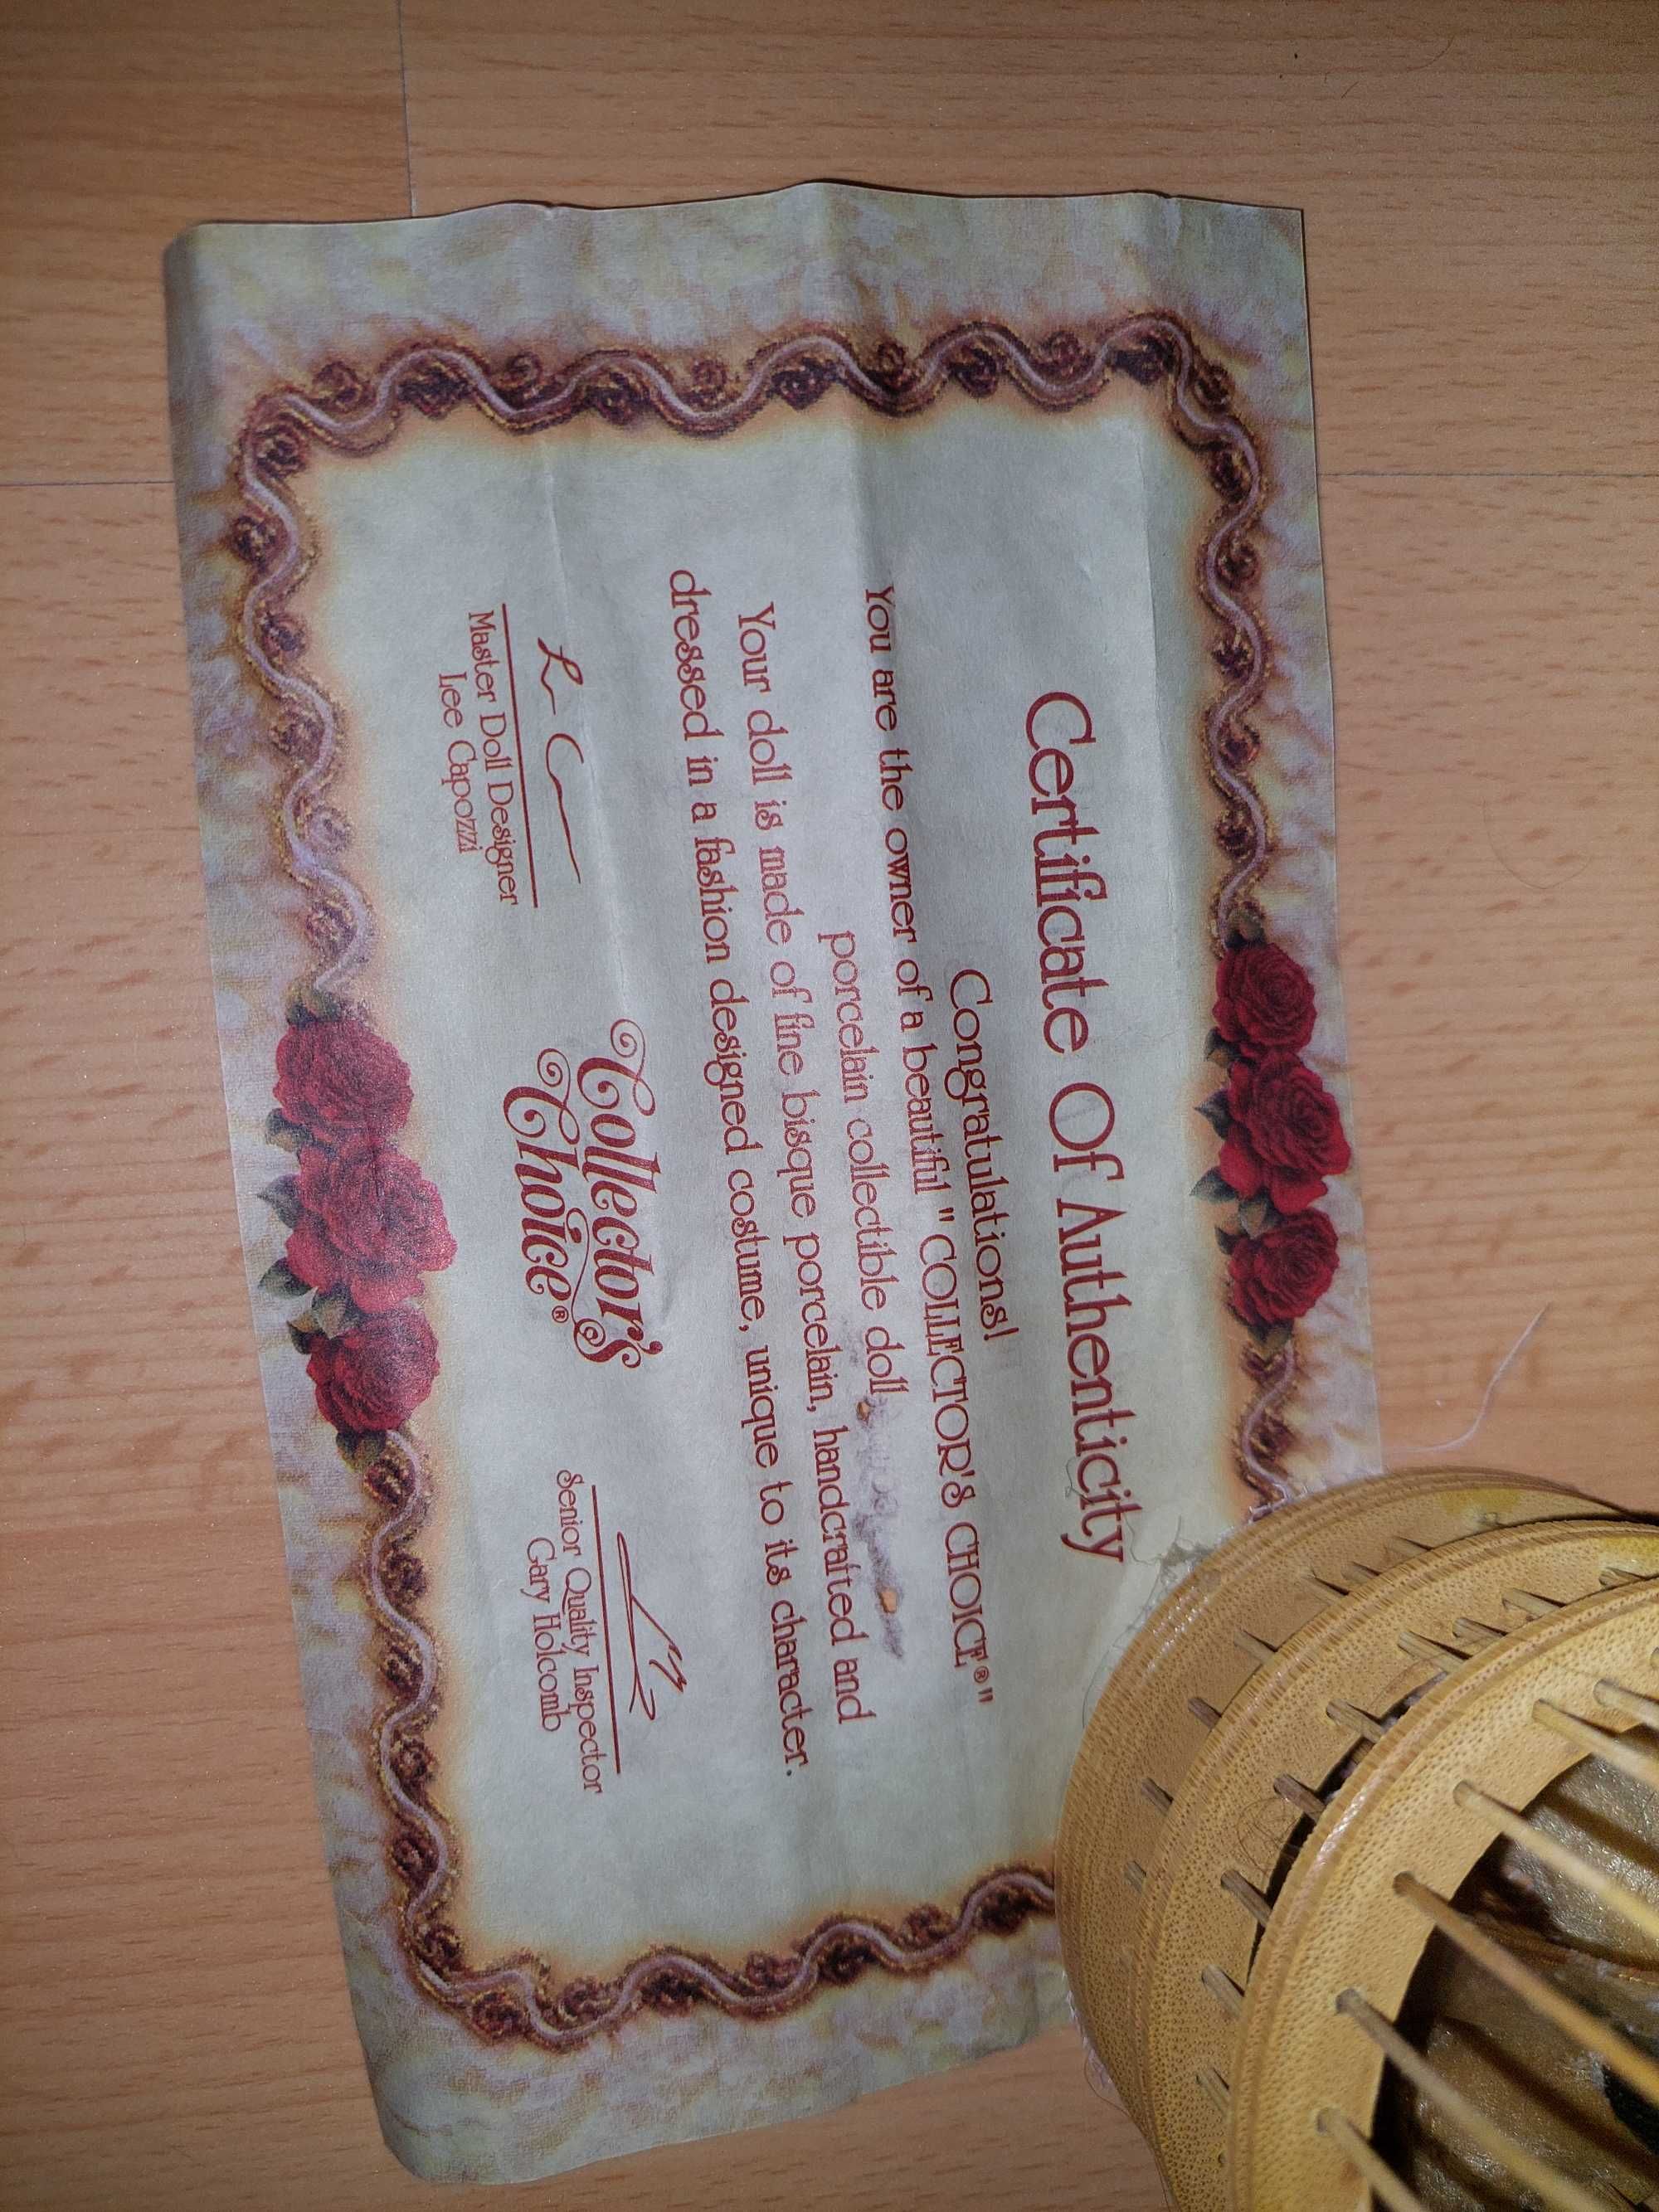 Certificate Of Authenticity
Congratulations!
You are the owner of a beautiful "COLLECTOR'S CHOICE®"
porcelain collectible doll.
Your doll is made of fine bisque porcelain, handcrafted and
dressed in a fashion designed costume, unique to its character.
Master Doll Designer
Lee Capozzi
Collector's
Choice®
Senior Quality Inspector
Gary Holcomb